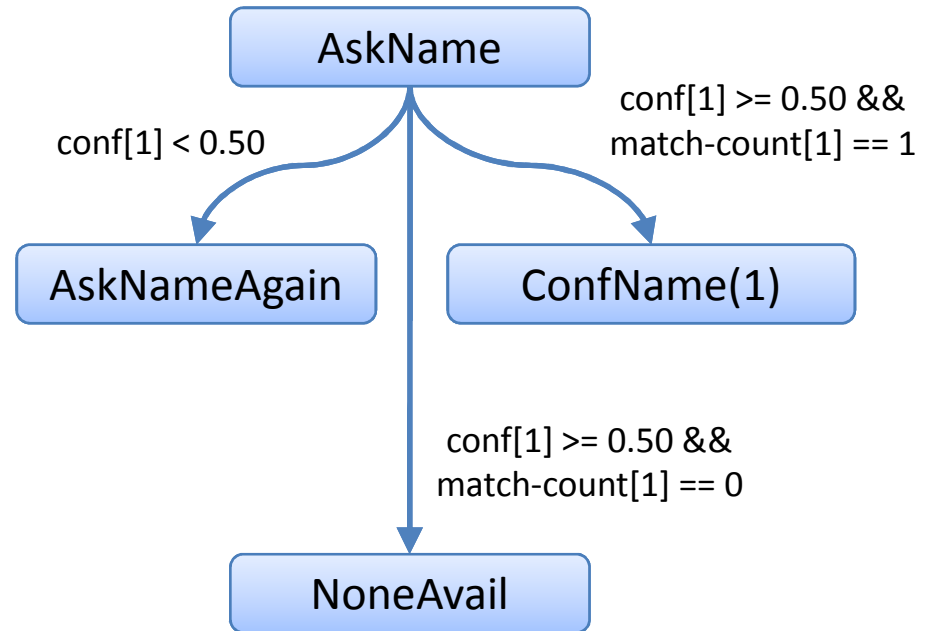 AskName
conf[1] >= 0.50 &&
match-count[1] == 1
conf[1] < 0.50
AskNameAgain
ConfName(1)
conf[1] >= 0.50 &&
match-count[1] == 0
NoneAvail